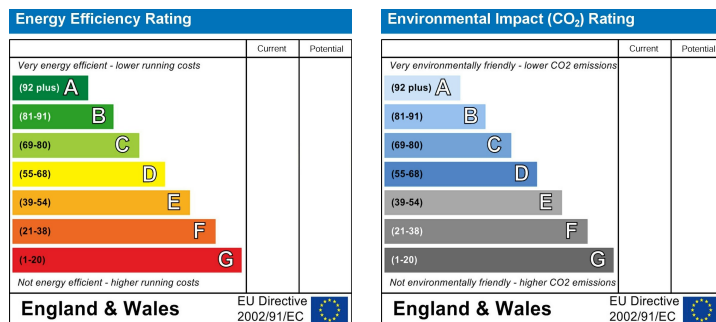 Energy Efficiency Rating
Current Potential
Very energy efficient - lower running costs
(92 plus) A
(81-91) B
(69-80) C
(55-68) D
(39-54) E
(21-38) F
(1-20) G
Not energy efficient - higher running costs
England & Wales
EU Directive
2002/91/EC
Environmental Impact (CO₂) Rating
Current Potential
Very environmentally friendly - lower CO2 emissions
(92 plus) A
(81-91) B
(69-80) C
(55-68) D
(39-54) E
(21-38) F
(1-20) G
Not environmentally friendly - higher CO2 emissions
England & Wales
EU Directive
2002/91/EC